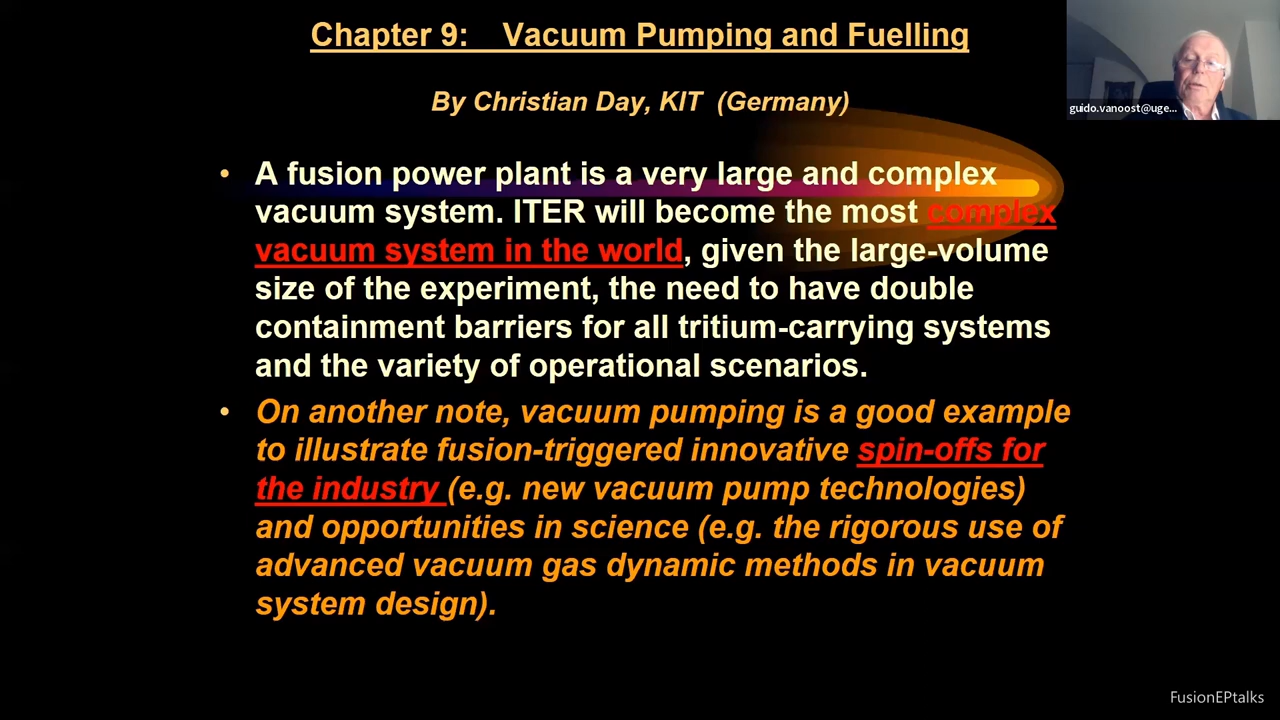 Chapter 9: Vacuum Pumping and Fuelling
guido.vanoost@uge...
By Christian Day, KIT (Germany)
• A fusion power plant is a very large and complex
vacuum system. ITER will become the most complex
vacuum system in the world, given the large-volume
size of the experiment, the need to have double
containment barriers for all tritium-carrying systems
and the variety of operational scenarios.
• On another note, vacuum pumping is a good example
to illustrate fusion-triggered innovative spin-offs for
the industry (e.g. new vacuum pump technologies)
and opportunities in science (e.g. the rigorous use of
advanced vacuum gas dynamic methods in vacuum
system design).
FusionEPtalks